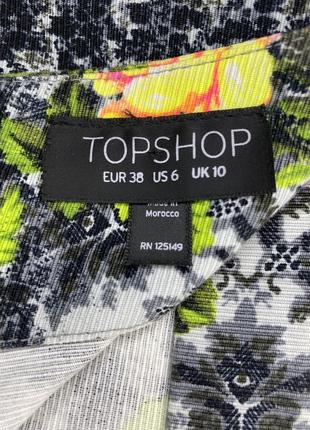 TOPSHOP
EUR 38 US 6 UK 10
Made in
Morocco
RN 125149